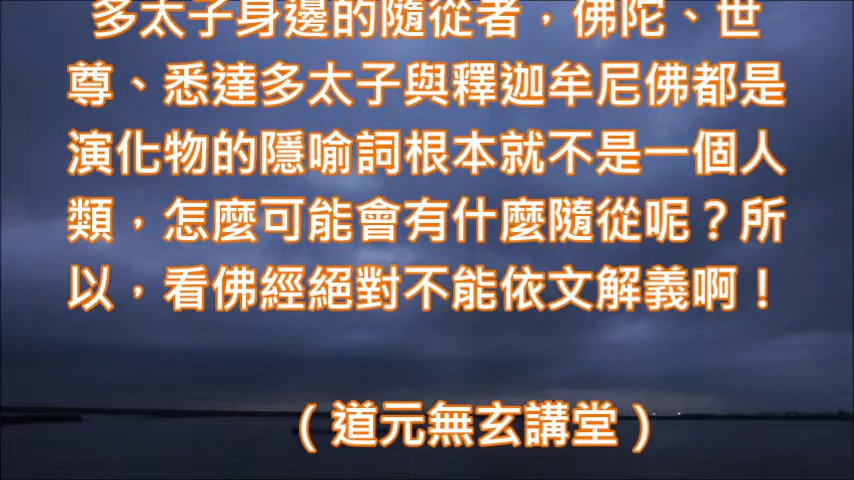 多太子身邊的隨從者，佛陀、世
尊、悉達多太子與釋迦牟尼佛都是
演化物的隱喻詞根本就不是一個人
類，怎麼可能會有什麼隨從呢？所
以，看佛經絕對不能依文解義啊！
（道元無玄講堂）